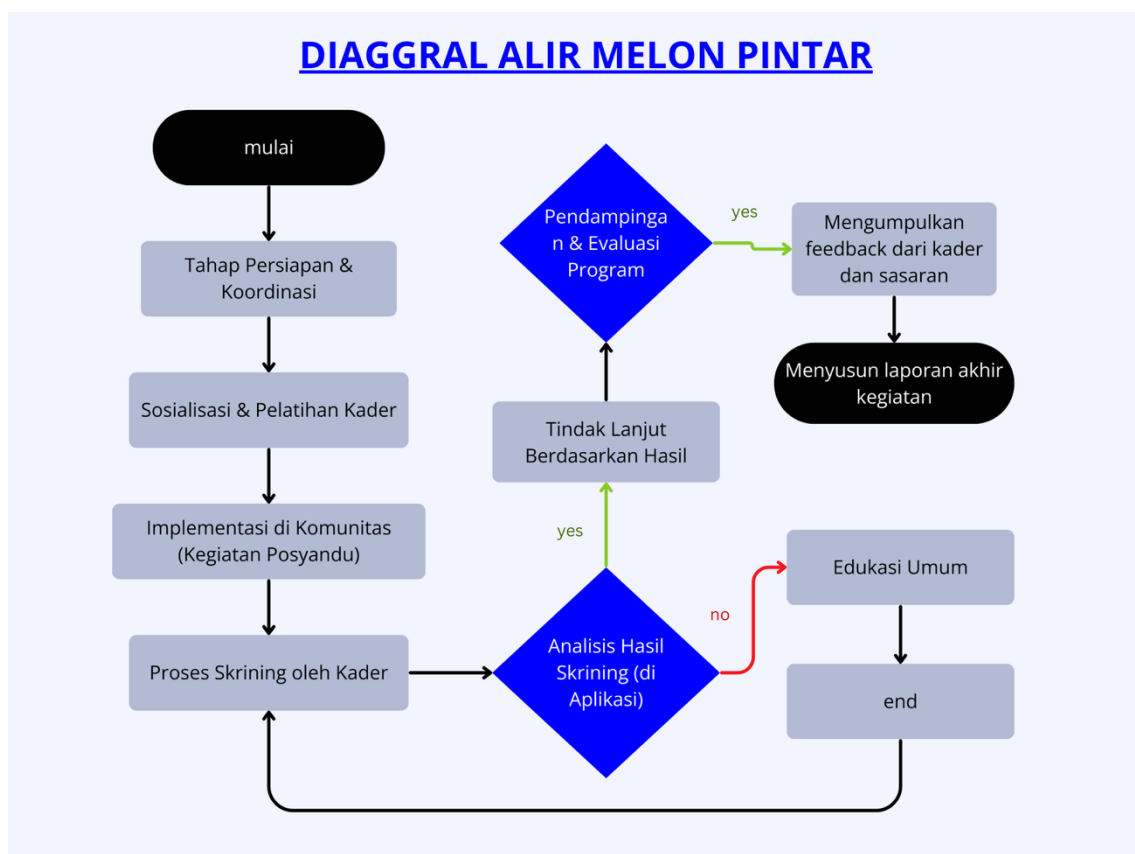 DIAGGRAL ALIR MELON PINTAR
mulai
Tahap Persiapan &
Koordinasi
Sosialisasi & Pelatihan Kader
Implementasi di Komunitas
(Kegiatan Posyandu)
Proses Skrining oleh Kader
Analisis Hasil
Skrining (di
Aplikasi)
yes
Tindak Lanjut
Berdasarkan Hasil
Pendampinga
n & Evaluasi
Program
yes
Mengumpulkan
feedback dari kader
dan sasaran
Menyusun laporan akhir
kegiatan
no
Edukasi Umum
end